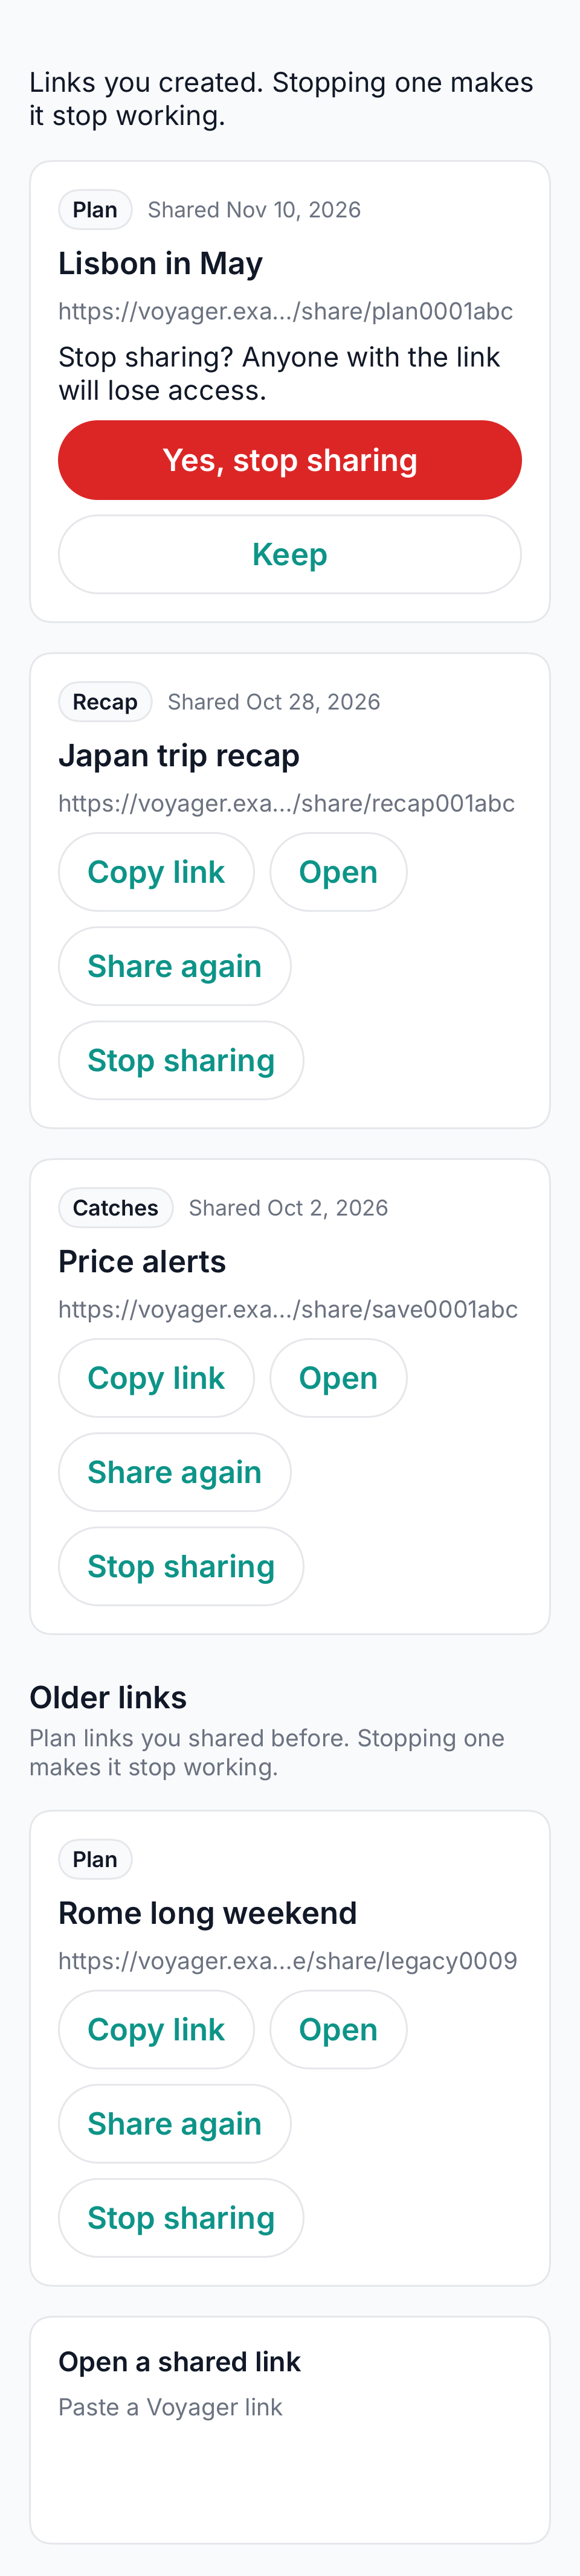 Links you created. Stopping one makes
it stop working.
Plan
Shared Nov 10, 2026
Lisbon in May
https://voyager.exa.../share/plan0001abc
Stop sharing? Anyone with the link
will lose access.
Yes, stop sharing
Keep
Recap
Shared Oct 28, 2026
Japan trip recap
https://voyager.exa.../share/recap001abc
Copy link
Open
Share again
Stop sharing
Catches
Shared Oct 2, 2026
Price alerts
https://voyager.exa.../share/save0001abc
Copy link
Open
Share again
Stop sharing
Older links
Plan links you shared before. Stopping one
makes it stop working.
Plan
Rome long weekend
https://voyager.exa...e/share/legacy0009
Copy link
Open
Share again
Stop sharing
Open a shared link
Paste a Voyager link